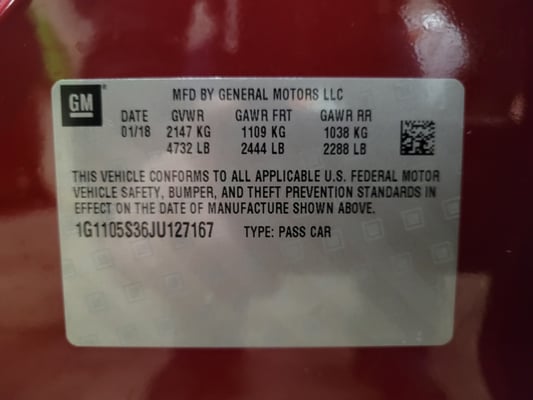 GM
MFD BY GENERAL MOTORS LLC
DATE GVWR GAWR FRT GAWR RR
01/18 2147 KG 1109 KG 1038 KG
4732 LB 2444 LB 2288 LB
THIS VEHICLE CONFORMS TO ALL APPLICABLE U.S. FEDERAL MOTOR
VEHICLE SAFETY, BUMPER, AND THEFT PREVENTION STANDARDS IN
EFFECT ON THE DATE OF MANUFACTURE SHOWN ABOVE.
1G1105S36JU127167 TYPE: PASS CAR